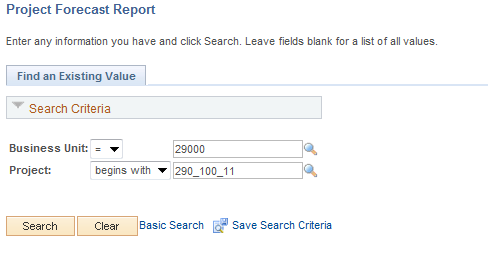 Project Forecast Report
Enter any information you have and click Search. Leave fields blank for a list of all values.
Find an Existing Value
Search Criteria
Business Unit: = 29000
Project: begins with 290_100_11
Search Clear Basic Search Save Search Criteria